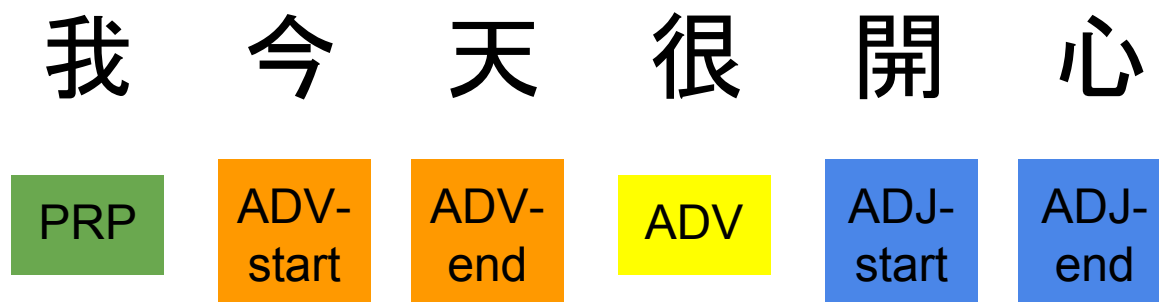 我 今 天 很 開 心
PRP ADV-start ADV-end ADV ADJ-start ADJ-end